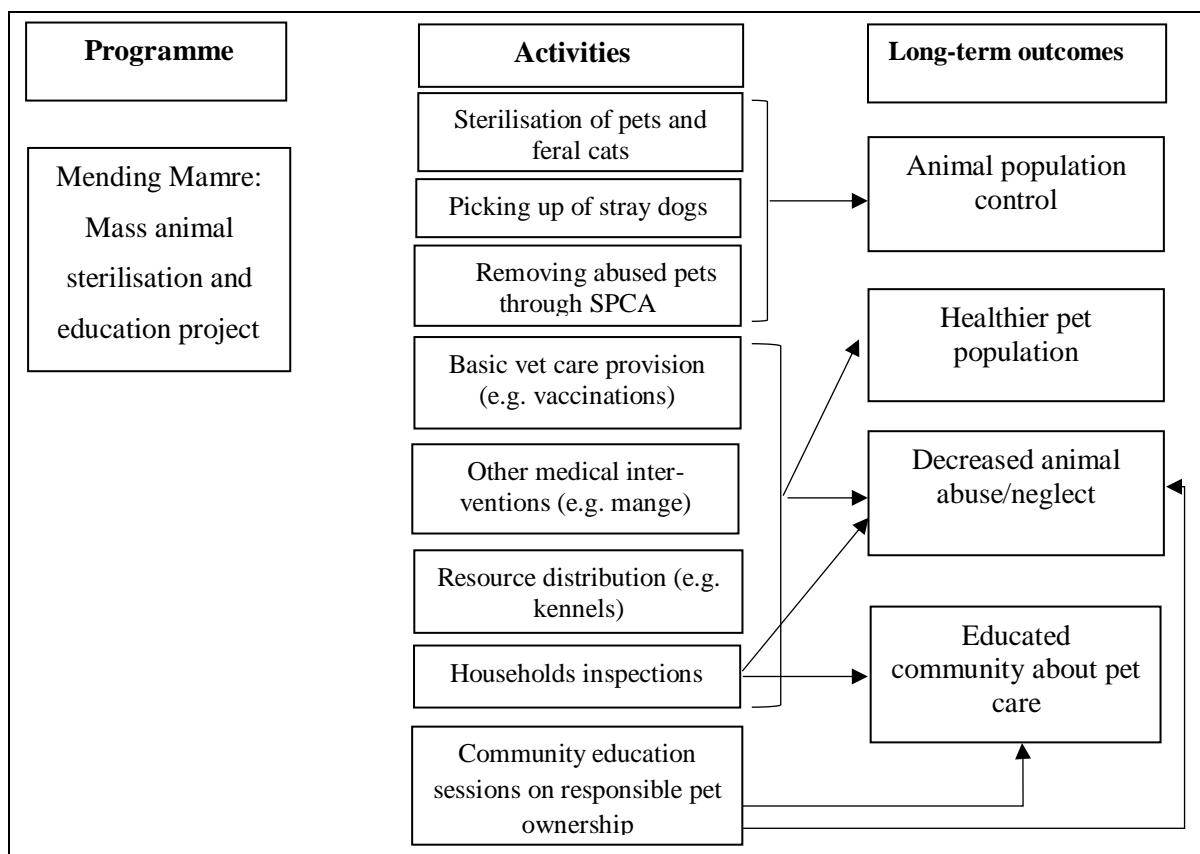 Programme
Mending Mamre:
Mass animal
sterilisation and
education project
Activities
Sterilisation of pets and
feral cats
Picking up of stray dogs
Removing abused pets
through SPCA
Basic vet care provision
(e.g. vaccinations)
Other medical inter-
ventions (e.g. mange)
Resource distribution (e.g.
kennels)
Households inspections
Community education
sessions on responsible pet
ownership
Long-term outcomes
Animal population
control
Healthier pet
population
Decreased animal
abuse/neglect
Educated
community about pet
care